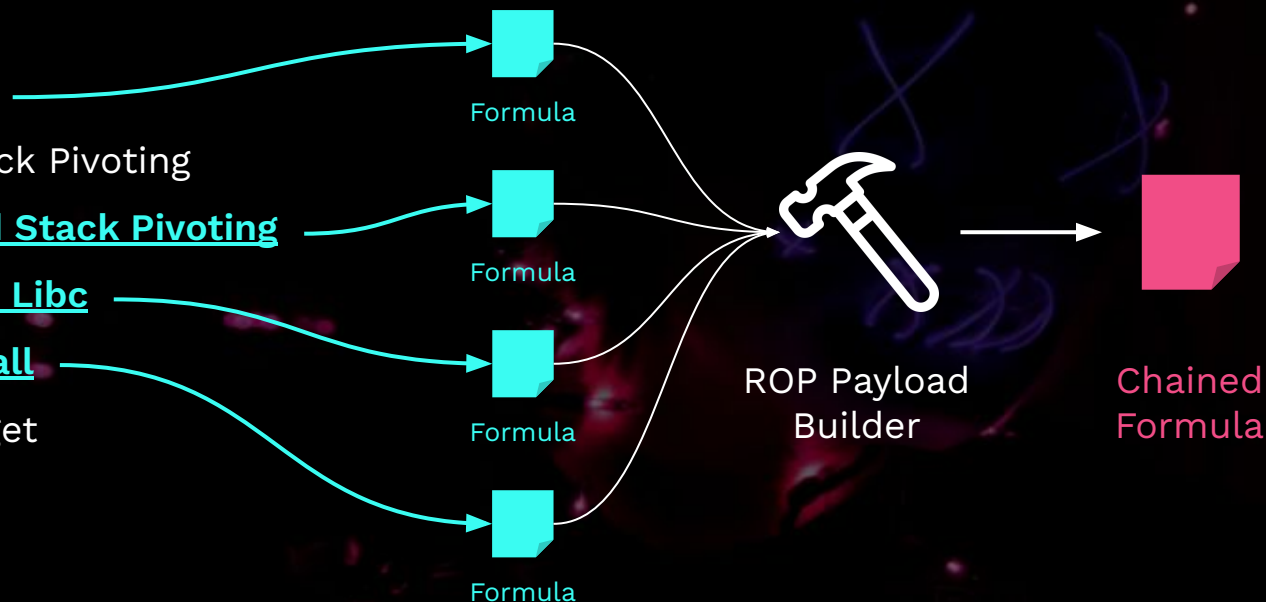 Formula
ck Pivoting
Stack Pivoting
Formula
Libc
all
Formula
ROP Payload
Builder
Chained
Formula
et
Formula